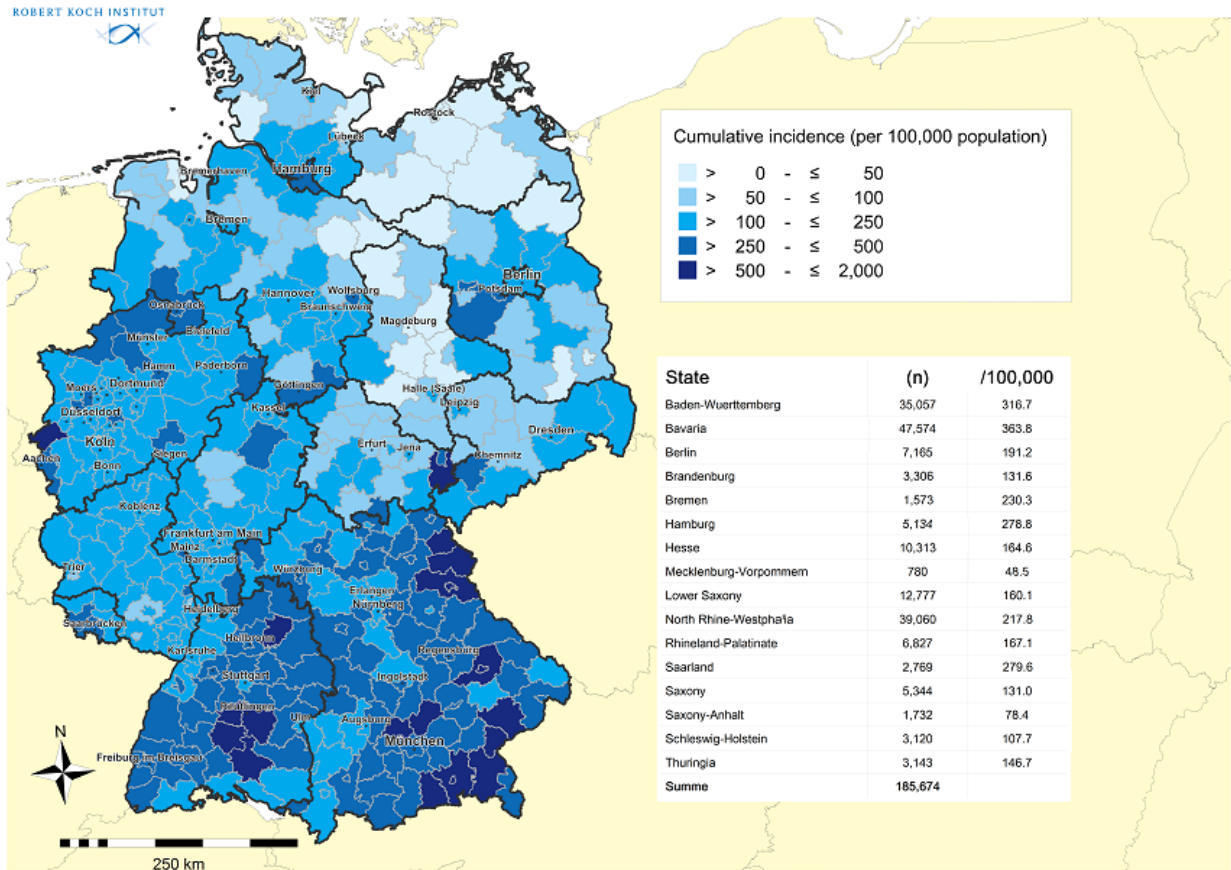 ROBERT KOCH INSTITUT
Kiel
Rostock
Lübeck
Bremerhaven
Hamburg
Bremen
Berlin
Wolfsburg
Potsdam
Hannover
Osnabrück
Braunschweig
Magdeburg
Bielefeld
Münster
Hamm
Paderborn
Göttingen
Halle (Saale)
Moers
Dortmund
Leipzig
Kassel
Düsseldorf
Dresden
Köln
Erfurt
Jena
Chemnitz
Aachen
Siegen
Bonn
Koblenz
Frankfurt am Main
Mainz
Darmstadt
Trier
Würzburg
Erlangen
Nürnberg
Heidelberg
Saarbrücken
Heilbronn
Karlsruhe
Regensburg
Stuttgart
Ingolstadt
Reutlingen
Ulm
Augsburg
München
Freiburg im Breisgau
N
250 km
Cumulative incidence (per 100,000 population)
> 0 - ≤ 50
> 50 - ≤ 100
> 100 - ≤ 250
> 250 - ≤ 500
> 500 - ≤ 2,000
State (n) /100,000
Baden-Wuerttemberg 35,057 316.7
Bavaria 47,574 363.8
Berlin 7,165 191.2
Brandenburg 3,306 131.6
Bremen 1,573 230.3
Hamburg 5,134 278.8
Hesse 10,313 164.6
Mecklenburg-Vorpommern 780 48.5
Lower Saxony 12,777 160.1
North Rhine-Westphalia 39,060 217.8
Rhineland-Palatinate 6,827 167.1
Saarland 2,769 279.6
Saxony 5,344 131.0
Saxony-Anhalt 1,732 78.4
Schleswig-Holstein 3,120 107.7
Thuringia 3,143 146.7
Summe 185,674